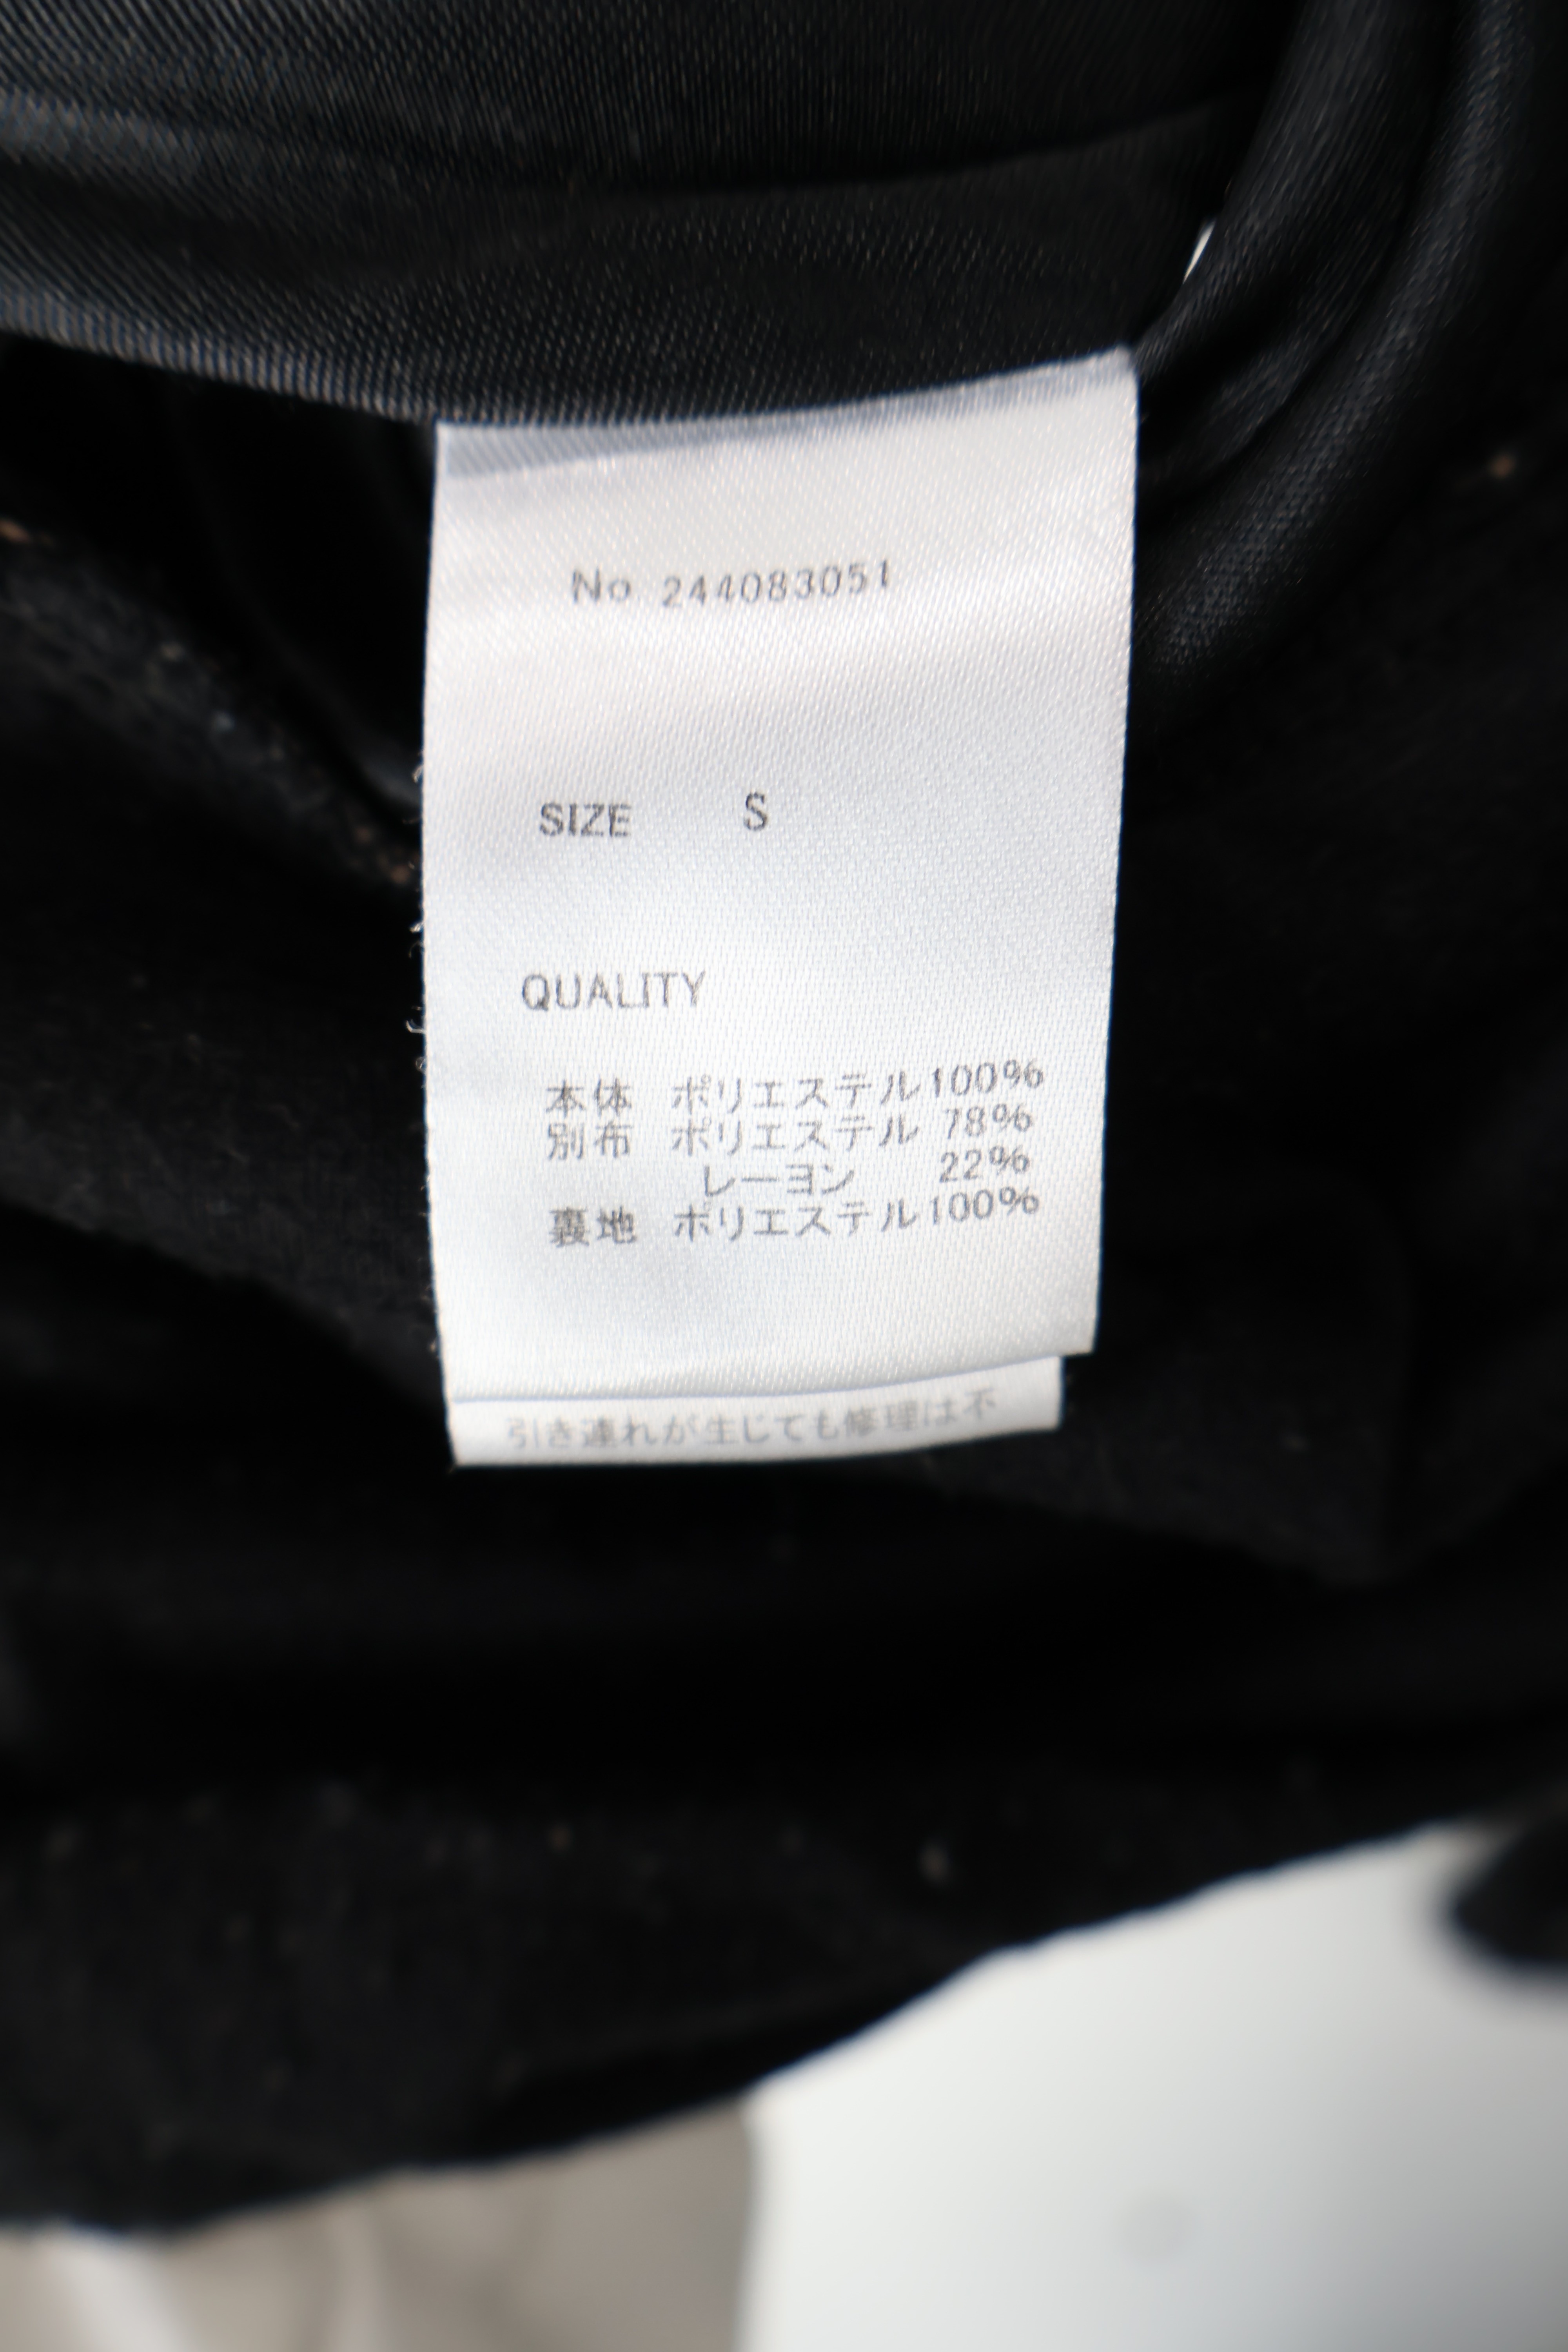 No 244083051
SIZE S
QUALITY
本体 ポリエステル100%
別布 ポリエステル 78%
レーヨン 22%
裏地 ポリエステル100%
引き連れが生じても修理は不